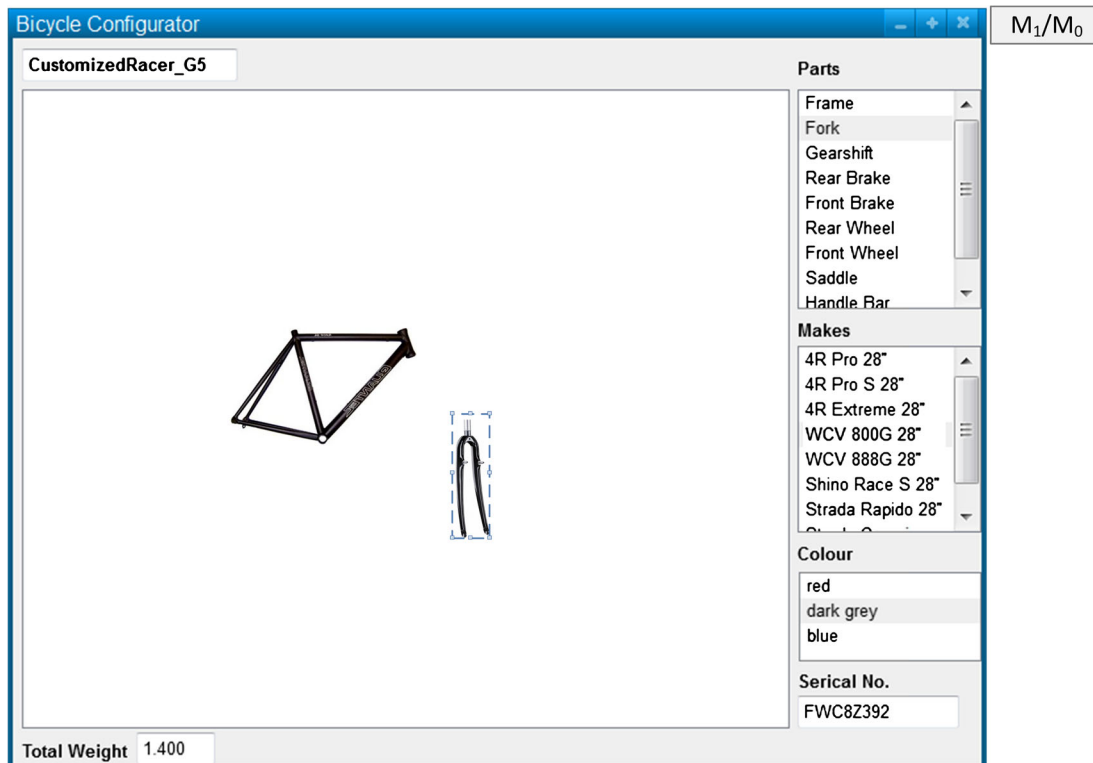 Bicycle Configurator
M₁/M₀
CustomizedRacer_G5
Parts
Frame
Fork
Gearshift
Rear Brake
Front Brake
Rear Wheel
Front Wheel
Saddle
Handle Bar
Makes
4R Pro 28"
4R Pro S 28"
4R Extreme 28"
WCV 800G 28"
WCV 888G 28"
Shino Race S 28"
Strada Rapido 28"
Colour
red
dark grey
blue
Serical No.
FWC8Z392
Total Weight 1.400